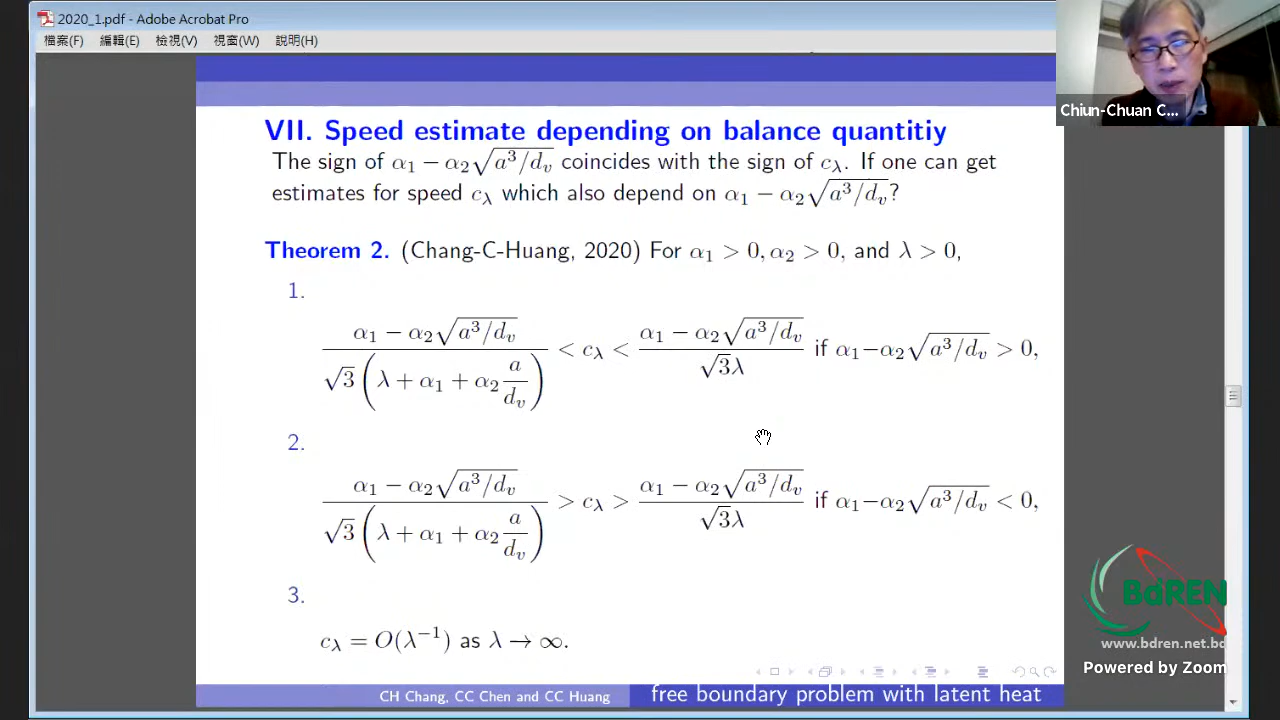 2020_1.pdf - Adobe Acrobat Pro
檔案(F) 編輯(E) 檢視(V) 視窗(W) 說明(H)
Chiun-Chuan C...
VII. Speed estimate depending on balance quantitiy
The sign of α₁ − α₂√(a³/d_v) coincides with the sign of c_λ. If one can get
estimates for speed c_λ which also depend on α₁ − α₂√(a³/d_v)?
Theorem 2. (Chang-C-Huang, 2020) For α₁ > 0, α₂ > 0, and λ > 0,
1.
(α₁ − α₂√(a³/d_v)) / (√3(λ + α₁ + α₂ a/d_v)) < c_λ < (α₁ − α₂√(a³/d_v)) / (√3λ) if α₁−α₂√(a³/d_v) > 0,
2.
(α₁ − α₂√(a³/d_v)) / (√3(λ + α₁ + α₂ a/d_v)) > c_λ > (α₁ − α₂√(a³/d_v)) / (√3λ) if α₁−α₂√(a³/d_v) < 0,
3.
c_λ = O(λ⁻¹) as λ → ∞.
BdREN
www.bdren.net.bd
Powered by Zoom
CH Chang, CC Chen and CC Huang free boundary problem with latent heat